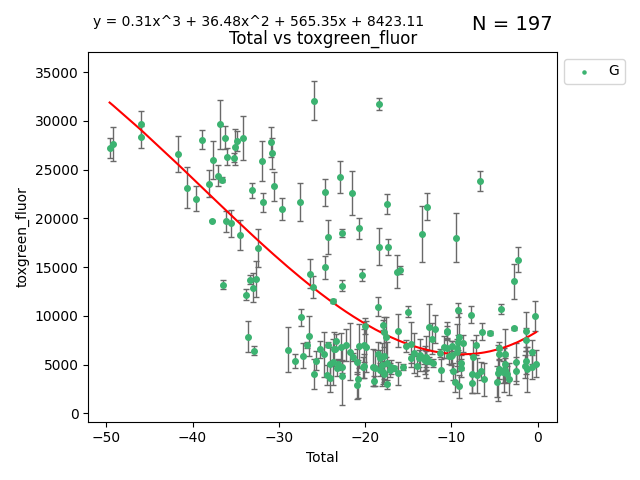 y = 0.31x^3 + 36.48x^2 + 565.35x + 8423.11
N = 197
Total vs toxgreen_fluor
G
toxgreen_fluor
35000
30000
25000
20000
15000
10000
5000
0
−50
−40
−30
−20
−10
0
Total